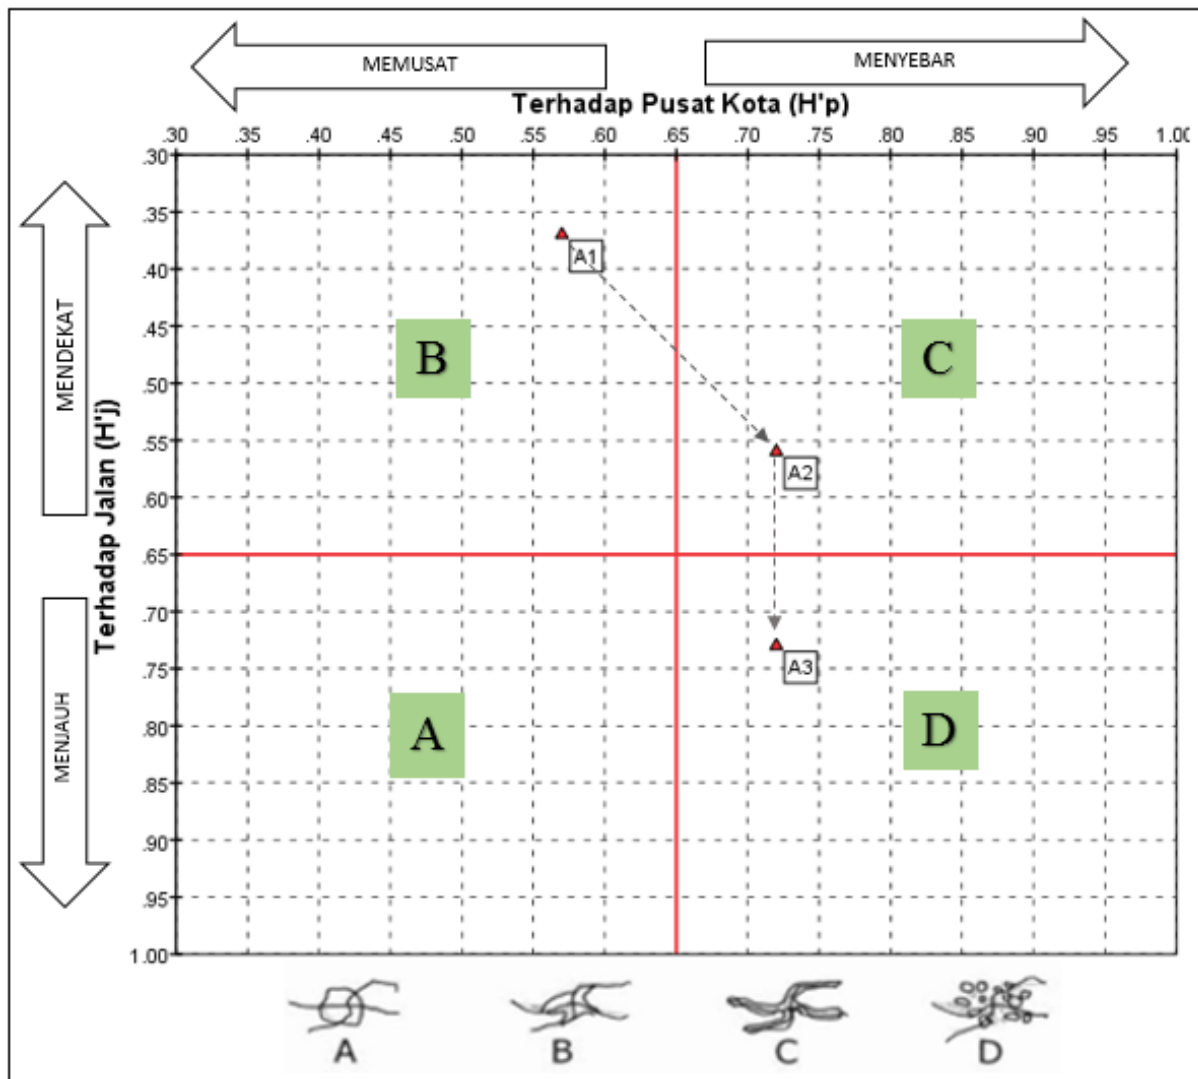 MEMUSAT
MENYEBAR
Terhadap Pusat Kota (H'p)
.30 .35 .40 .45 .50 .55 .60 .65 .70 .75 .80 .85 .90 .95 1.00
MENDEKAT
MENJAUH
Terhadap Jalan (H'j)
.30
.35
.40
.45
.50
.55
.60
.65
.70
.75
.80
.85
.90
.95
1.00
A1
B
C
A2
A3
A
D
A B C D